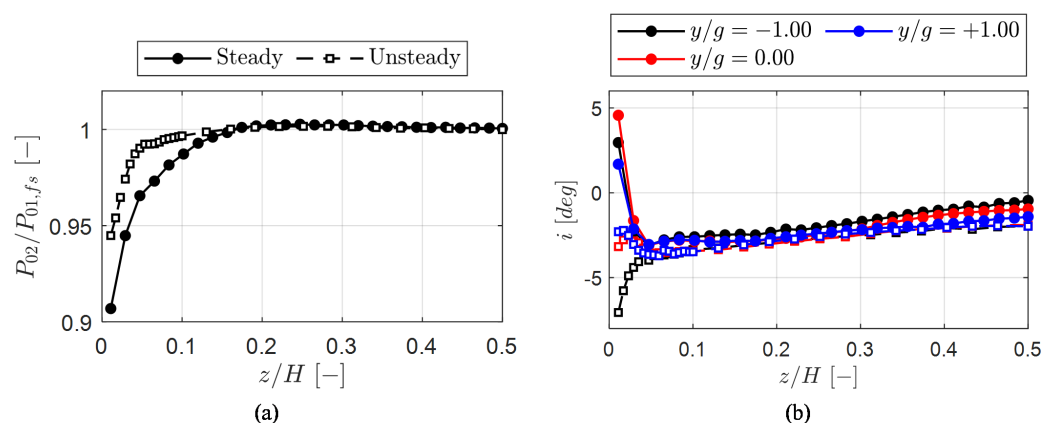 Steady Unsteady
y/g = −1.00 y/g = +1.00
y/g = 0.00
P02/P01,fs [−]
1
0.95
0.9
0 0.1 0.2 0.3 0.4 0.5
z/H [−]
(a)
i [deg]
5
0
-5
0 0.1 0.2 0.3 0.4 0.5
z/H [−]
(b)